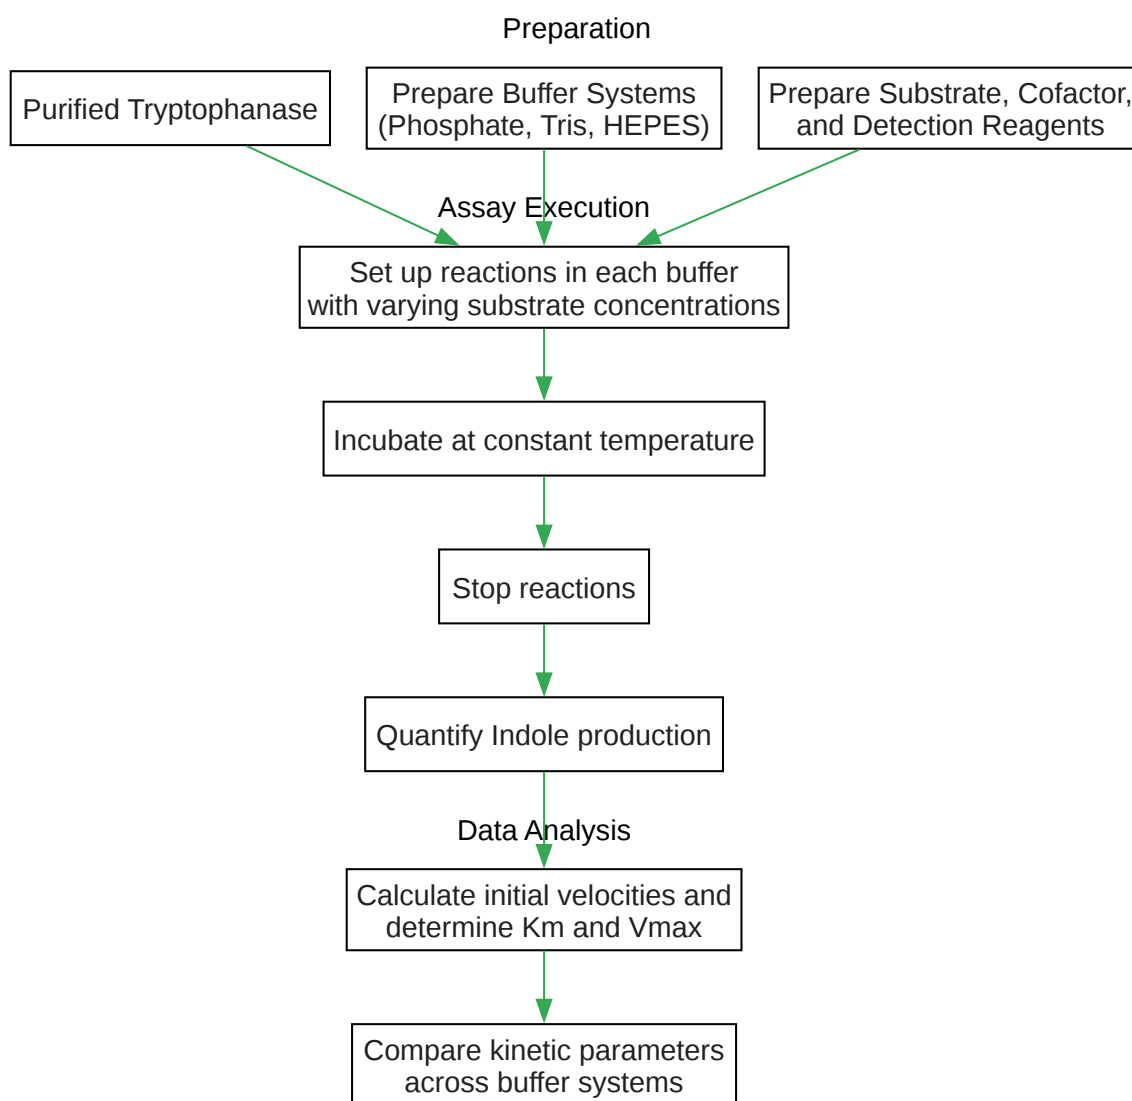 Preparation
Purified Tryptophanase
Prepare Buffer Systems
(Phosphate, Tris, HEPES)
Prepare Substrate, Cofactor,
and Detection Reagents
Assay Execution
Set up reactions in each buffer
with varying substrate concentrations
Incubate at constant temperature
Stop reactions
Quantify Indole production
Data Analysis
Calculate initial velocities and
determine Km and Vmax
Compare kinetic parameters
across buffer systems